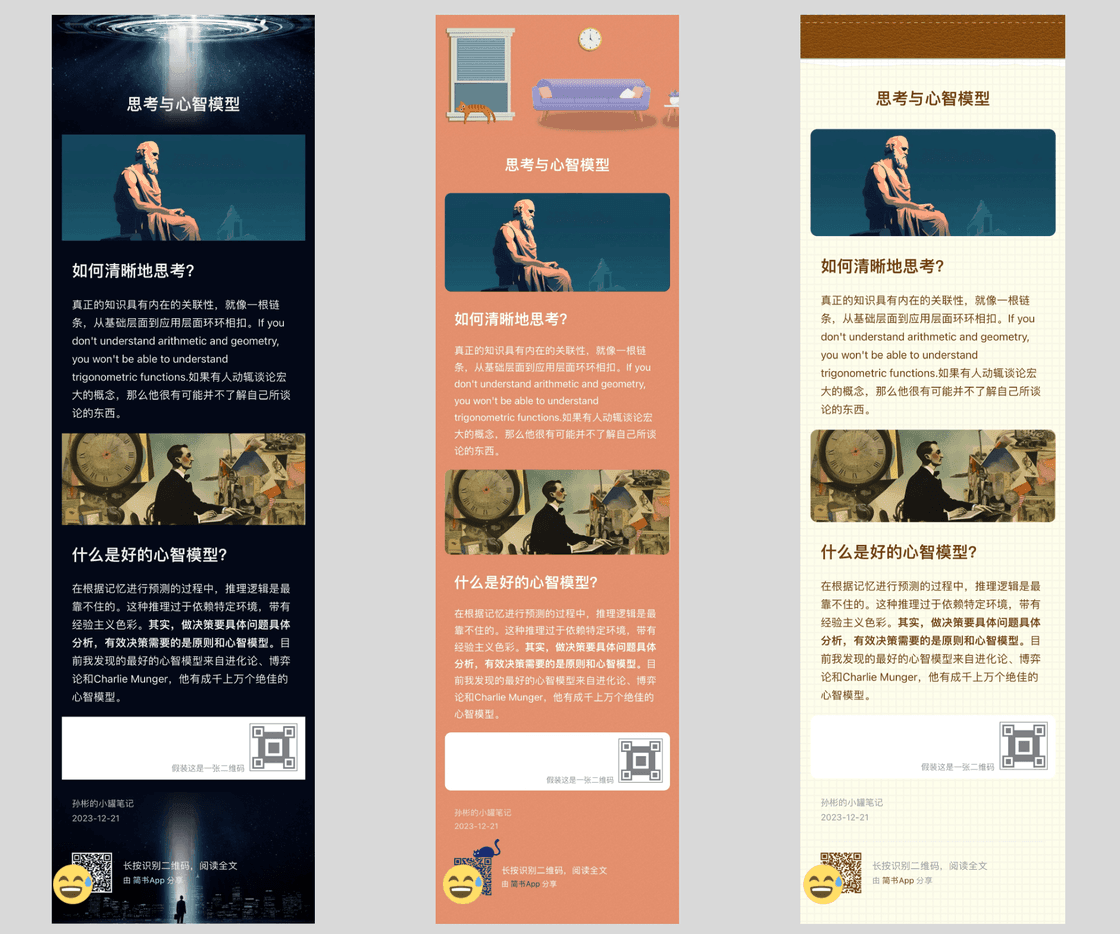 思考与心智模型
如何清晰地思考?
真正的知识具有内在的关联性，就像一根链
条，从基础层面到应用层面环环相扣。If you
don't understand arithmetic and geometry,
you won't be able to understand
trigonometric functions.如果有人动辄谈论宏
大的概念，那么他很有可能并不了解自己所谈
论的东西。
什么是好的心智模型?
在根据记忆进行预测的过程中，推理逻辑是最
靠不住的。这种推理过于依赖特定环境，带有
经验主义色彩。其实，做决策要具体问题具体
分析，有效决策需要的是原则和心智模型。目
前我发现的最好的心智模型来自进化论、博弈
论和Charlie Munger，他有成千上万个绝佳的
心智模型。
假装这是一张二维码
孙彬的小罐笔记
2023-12-21
长按识别二维码，阅读全文
由 简书App 分享
思考与心智模型
如何清晰地思考?
真正的知识具有内在的关联性，就像一根链
条，从基础层面到应用层面环环相扣。If you
don't understand arithmetic and geometry,
you won't be able to understand
trigonometric functions.如果有人动辄谈论宏
大的概念，那么他很有可能并不了解自己所谈
论的东西。
什么是好的心智模型?
在根据记忆进行预测的过程中，推理逻辑是最
靠不住的。这种推理过于依赖特定环境，带有
经验主义色彩。其实，做决策要具体问题具体
分析，有效决策需要的是原则和心智模型。目
前我发现的最好的心智模型来自进化论、博弈
论和Charlie Munger，他有成千上万个绝佳的
心智模型。
假装这是一张二维码
孙彬的小罐笔记
2023-12-21
长按识别二维码，阅读全文
由 简书App 分享
思考与心智模型
如何清晰地思考?
真正的知识具有内在的关联性，就像一根链
条，从基础层面到应用层面环环相扣。If you
don't understand arithmetic and geometry,
you won't be able to understand
trigonometric functions.如果有人动辄谈论宏
大的概念，那么他很有可能并不了解自己所谈
论的东西。
什么是好的心智模型?
在根据记忆进行预测的过程中，推理逻辑是最
靠不住的。这种推理过于依赖特定环境，带有
经验主义色彩。其实，做决策要具体问题具体
分析，有效决策需要的是原则和心智模型。目
前我发现的最好的心智模型来自进化论、博弈
论和Charlie Munger，他有成千上万个绝佳的
心智模型。
假装这是一张二维码
孙彬的小罐笔记
2023-12-21
长按识别二维码，阅读全文
由 简书App 分享